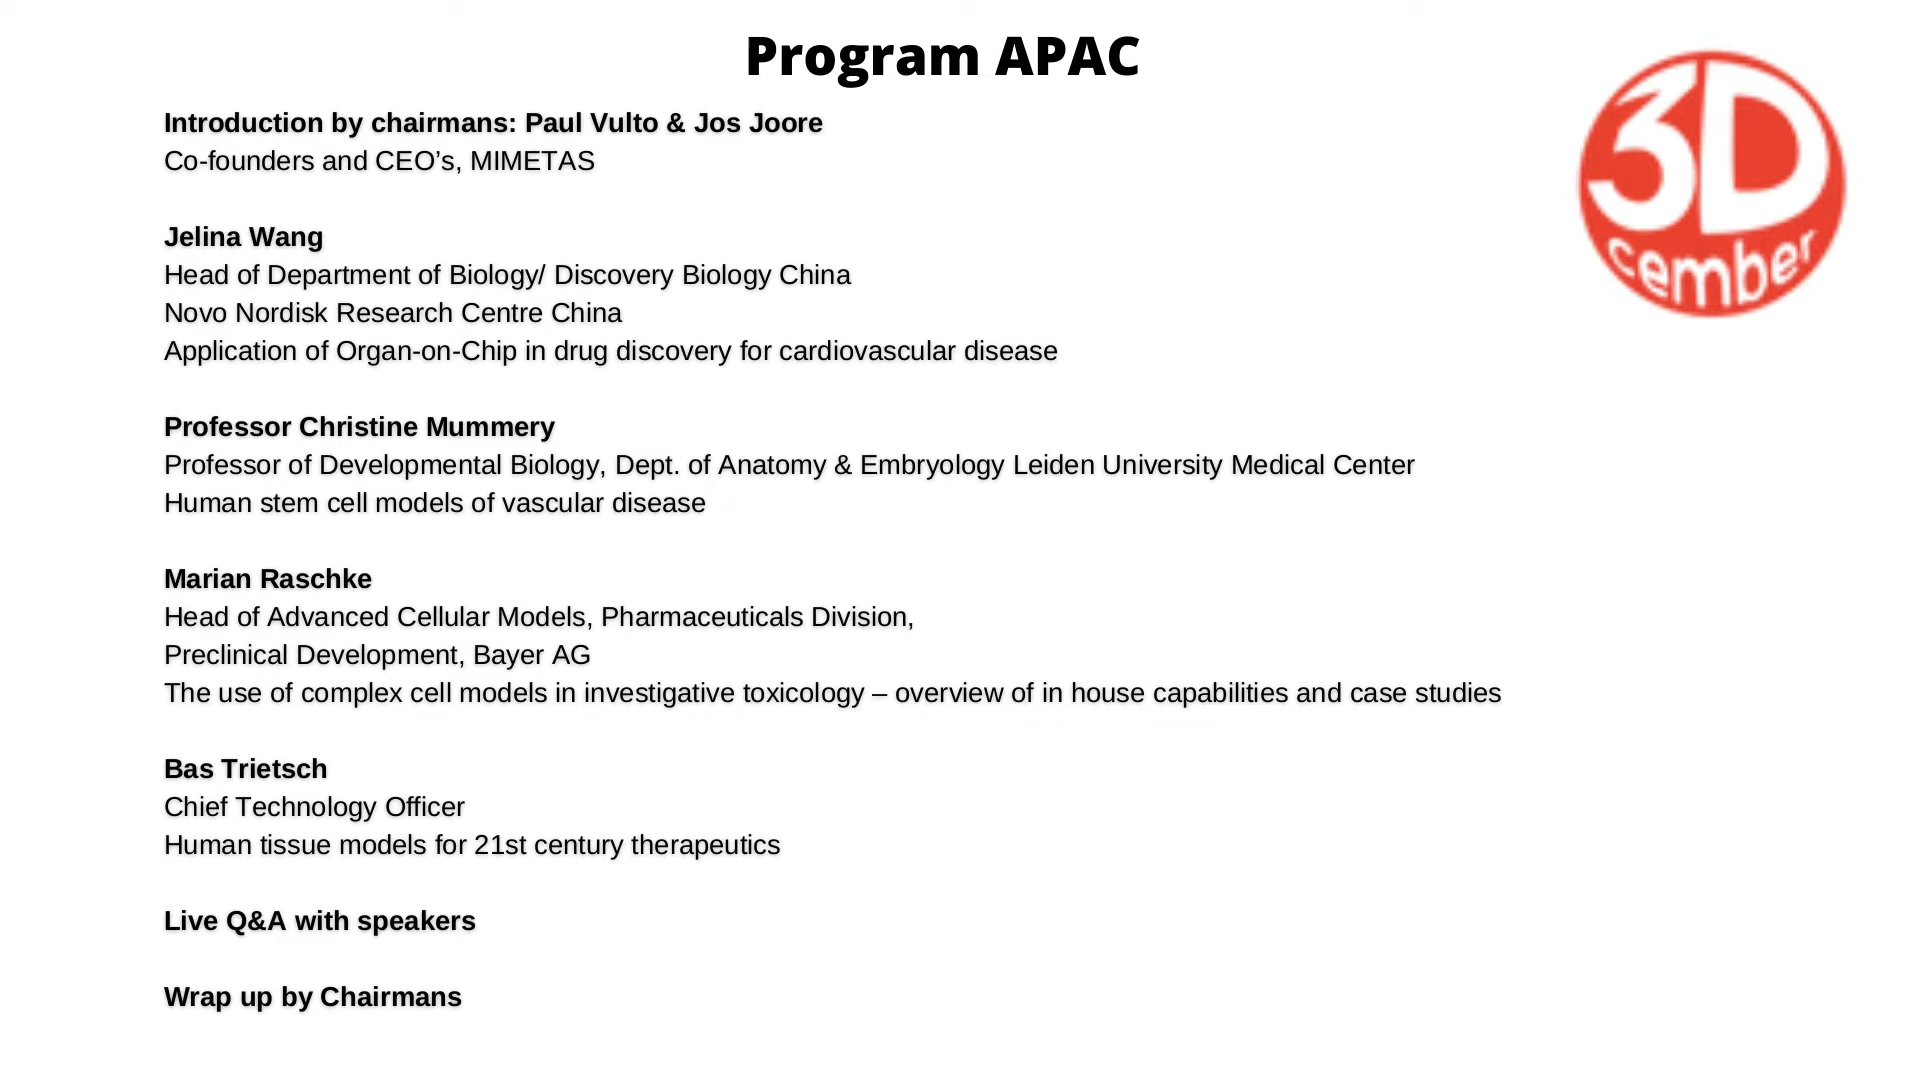 Program APAC
3D
cember
Introduction by chairmans: Paul Vulto & Jos Joore
Co-founders and CEO’s, MIMETAS
Jelina Wang
Head of Department of Biology/ Discovery Biology China
Novo Nordisk Research Centre China
Application of Organ-on-Chip in drug discovery for cardiovascular disease
Professor Christine Mummery
Professor of Developmental Biology, Dept. of Anatomy & Embryology Leiden University Medical Center
Human stem cell models of vascular disease
Marian Raschke
Head of Advanced Cellular Models, Pharmaceuticals Division,
Preclinical Development, Bayer AG
The use of complex cell models in investigative toxicology – overview of in house capabilities and case studies
Bas Trietsch
Chief Technology Officer
Human tissue models for 21st century therapeutics
Live Q&A with speakers
Wrap up by Chairmans